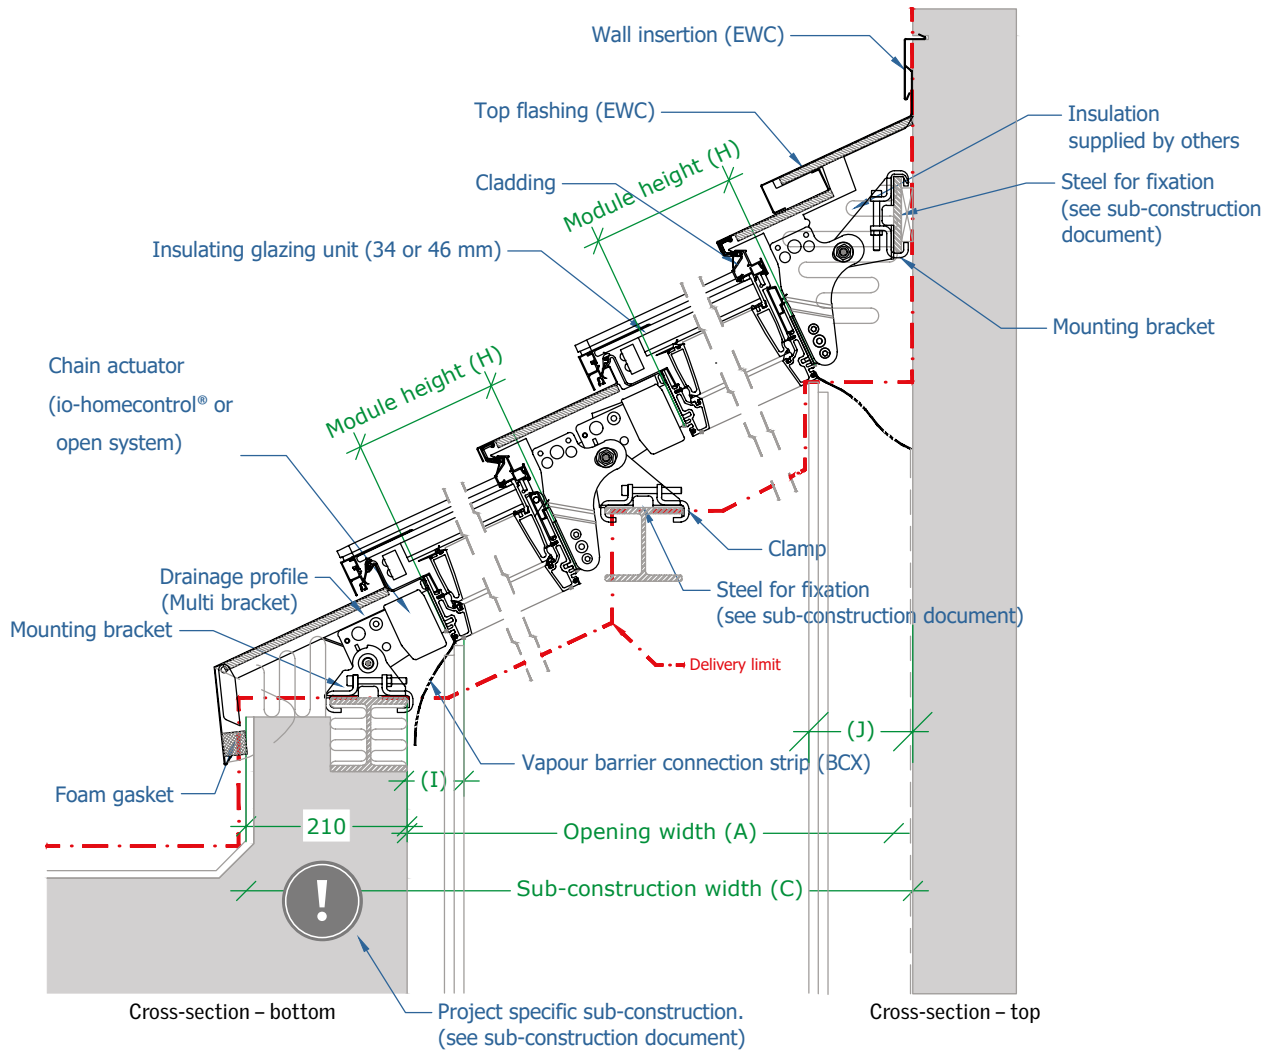 Wall insertion (EWC)
Top flashing (EWC)
Insulation
supplied by others
Module height (H)
Cladding
Steel for fixation
(see sub-construction
document)
Insulating glazing unit (34 or 46 mm)
Mounting bracket
Chain actuator
(io-homecontrol® or
open system)
Module height (H)
Clamp
Drainage profile
(Multi bracket)
Steel for fixation
(see sub-construction document)
Mounting bracket
Delivery limit
(J)
Vapour barrier connection strip (BCX)
(I)
Foam gasket
210
Opening width (A)
Sub-construction width (C)
!
Cross-section – bottom
Project specific sub-construction.
(see sub-construction document)
Cross-section – top